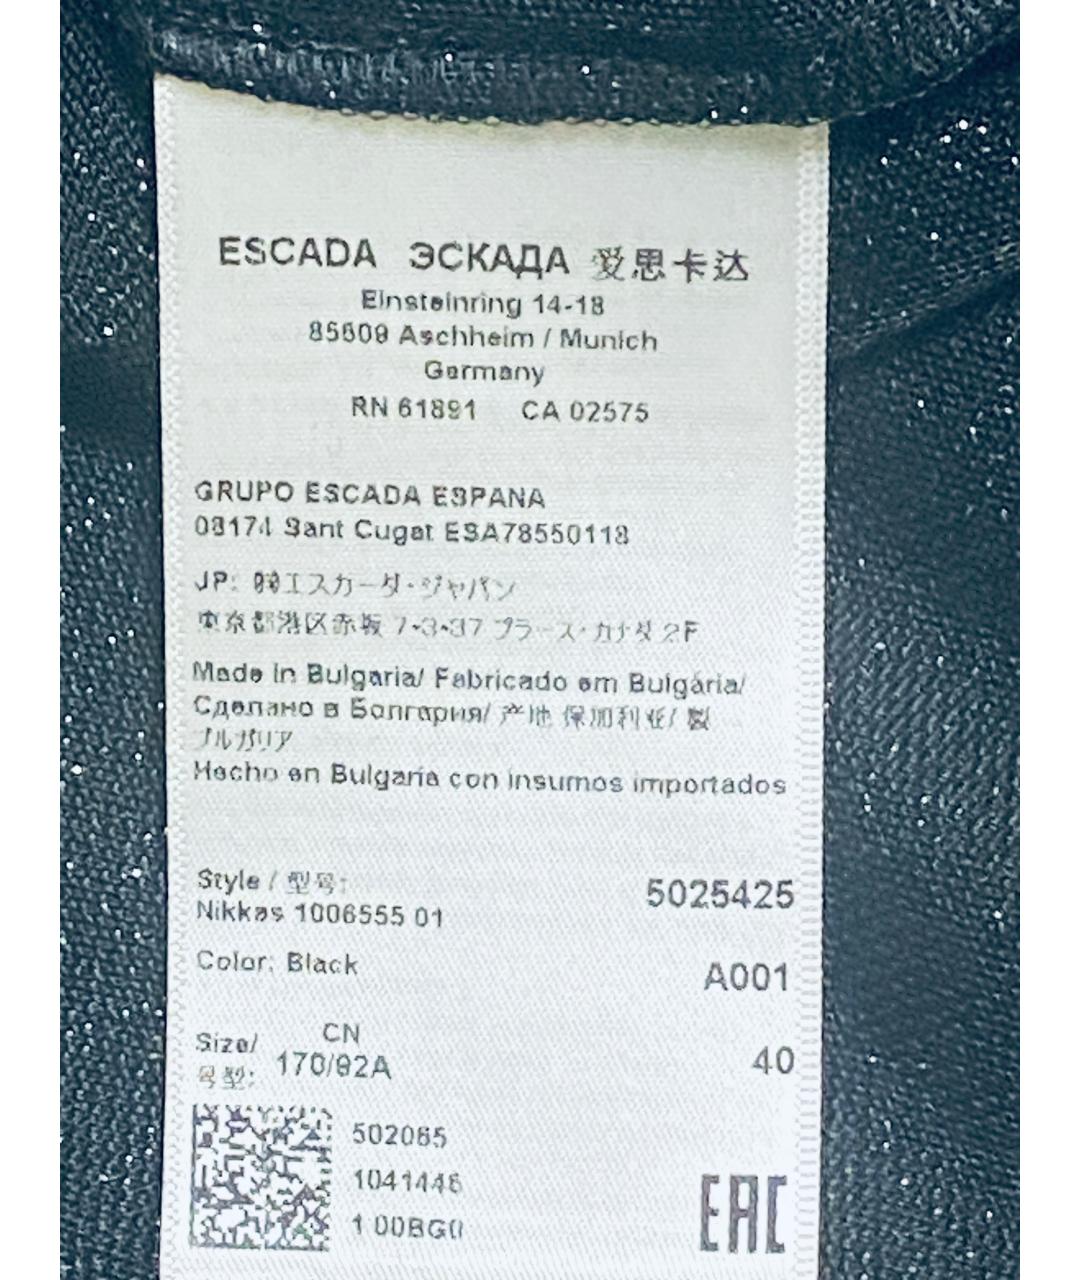 ESCADA ЭСКАДА 爱思卡达
Einsteinring 14-18
85609 Aschheim / Munich
Germany
RN 61891 CA 02575
GRUPO ESCADA ESPANA
08174 Sant Cugat ESA78550118
JP: ㈱エスカーダ・ジャパン
東京都港区赤坂 7-3-37 プラース・カナダ 2F
Made in Bulgaria/ Fabricado em Bulgária/
Сделано в Болгария/ 产地 保加利亚/ 製
ブルガリア
Hecho en Bulgaria con insumos importados
Style / 型号:
5025425
Nikkas 1006555 01
Color: Black
A001
Size/ CN
号型: 170/92A
40
502065
1041446
1 00BG0
EAC